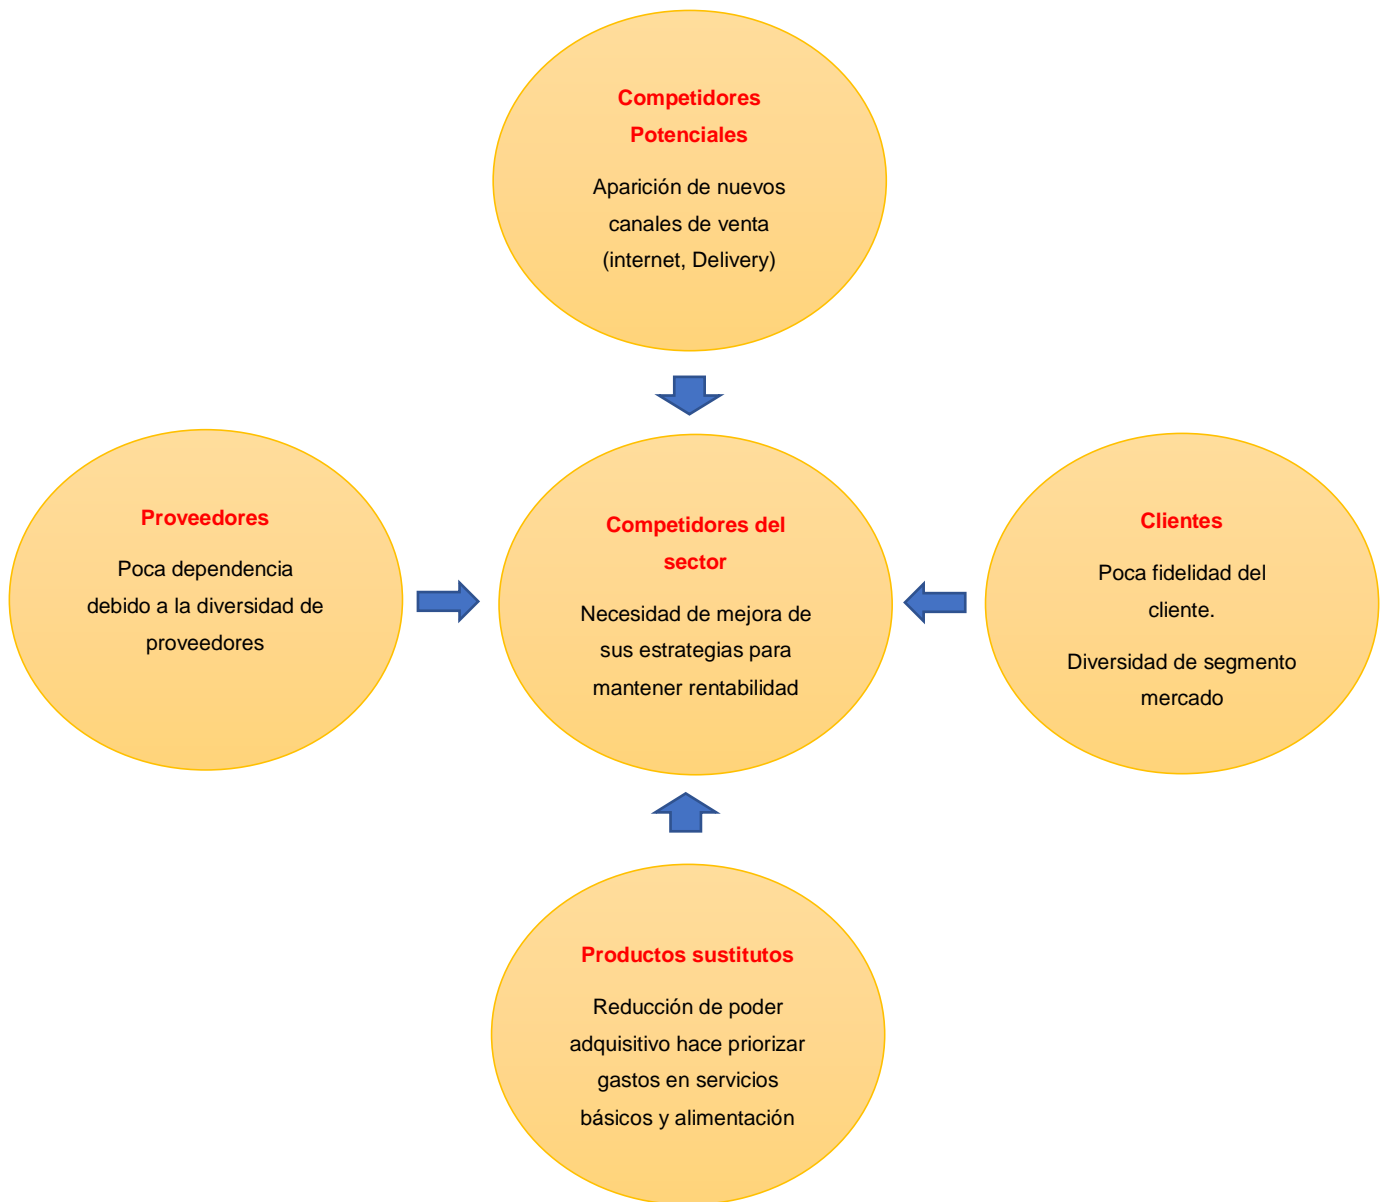 Competidores
Potenciales
Aparición de nuevos
canales de venta
(internet, Delivery)
Proveedores
Poca dependencia
debido a la diversidad de
proveedores
Competidores del
sector
Necesidad de mejora de
sus estrategias para
mantener rentabilidad
Clientes
Poca fidelidad del
cliente.
Diversidad de segmento
mercado
Productos sustitutos
Reducción de poder
adquisitivo hace priorizar
gastos en servicios
básicos y alimentación